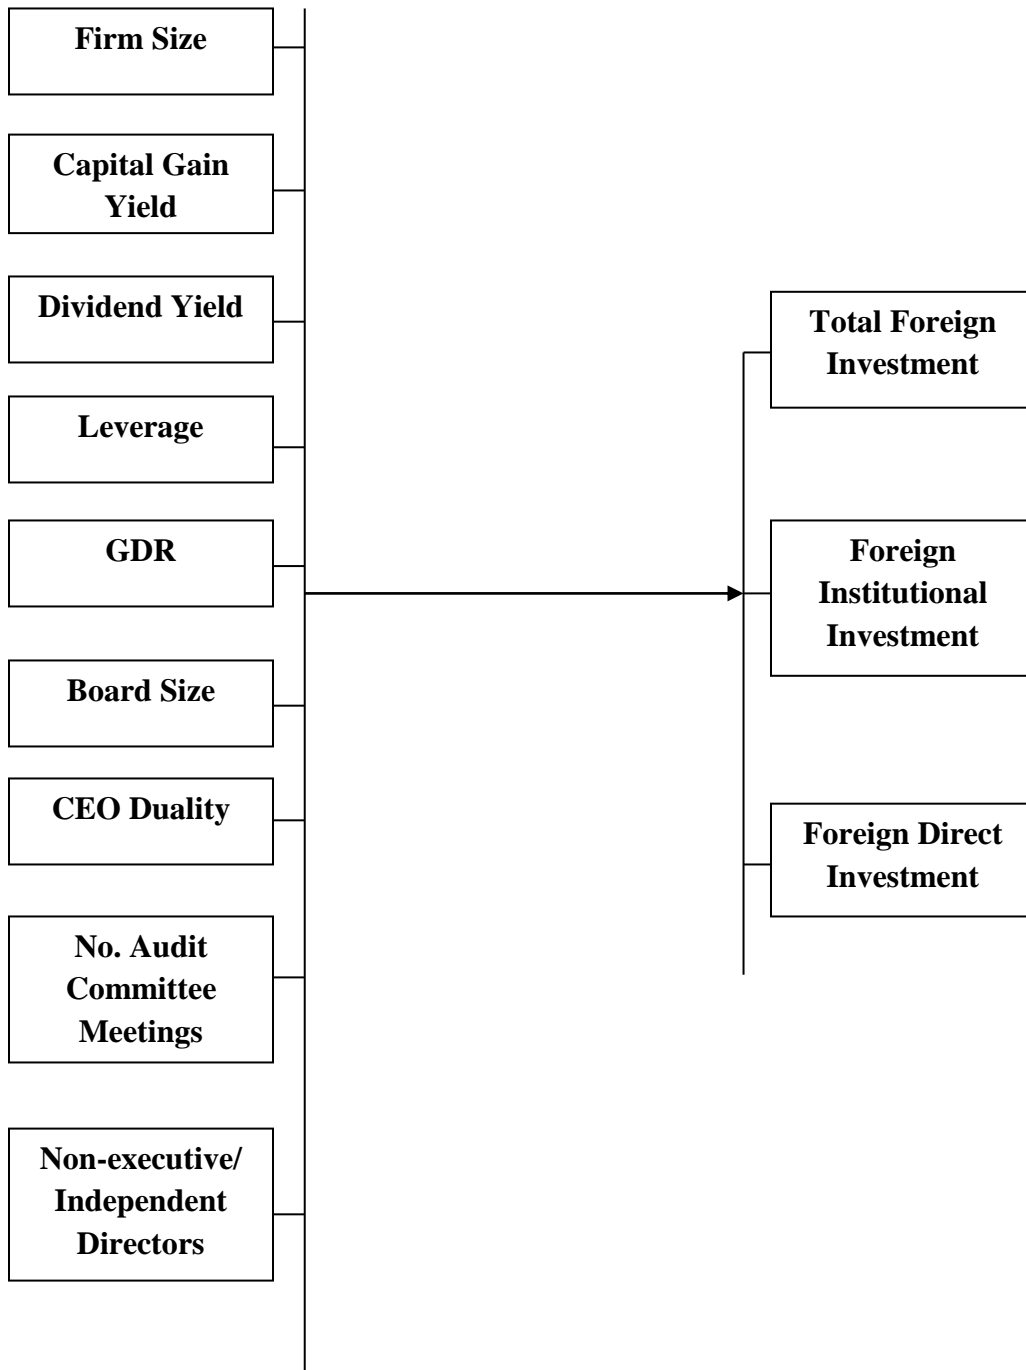 Firm Size
Capital Gain
Yield
Dividend Yield
Leverage
GDR
Board Size
CEO Duality
No. Audit
Committee
Meetings
Non-executive/
Independent
Directors
Total Foreign
Investment
Foreign
Institutional
Investment
Foreign Direct
Investment